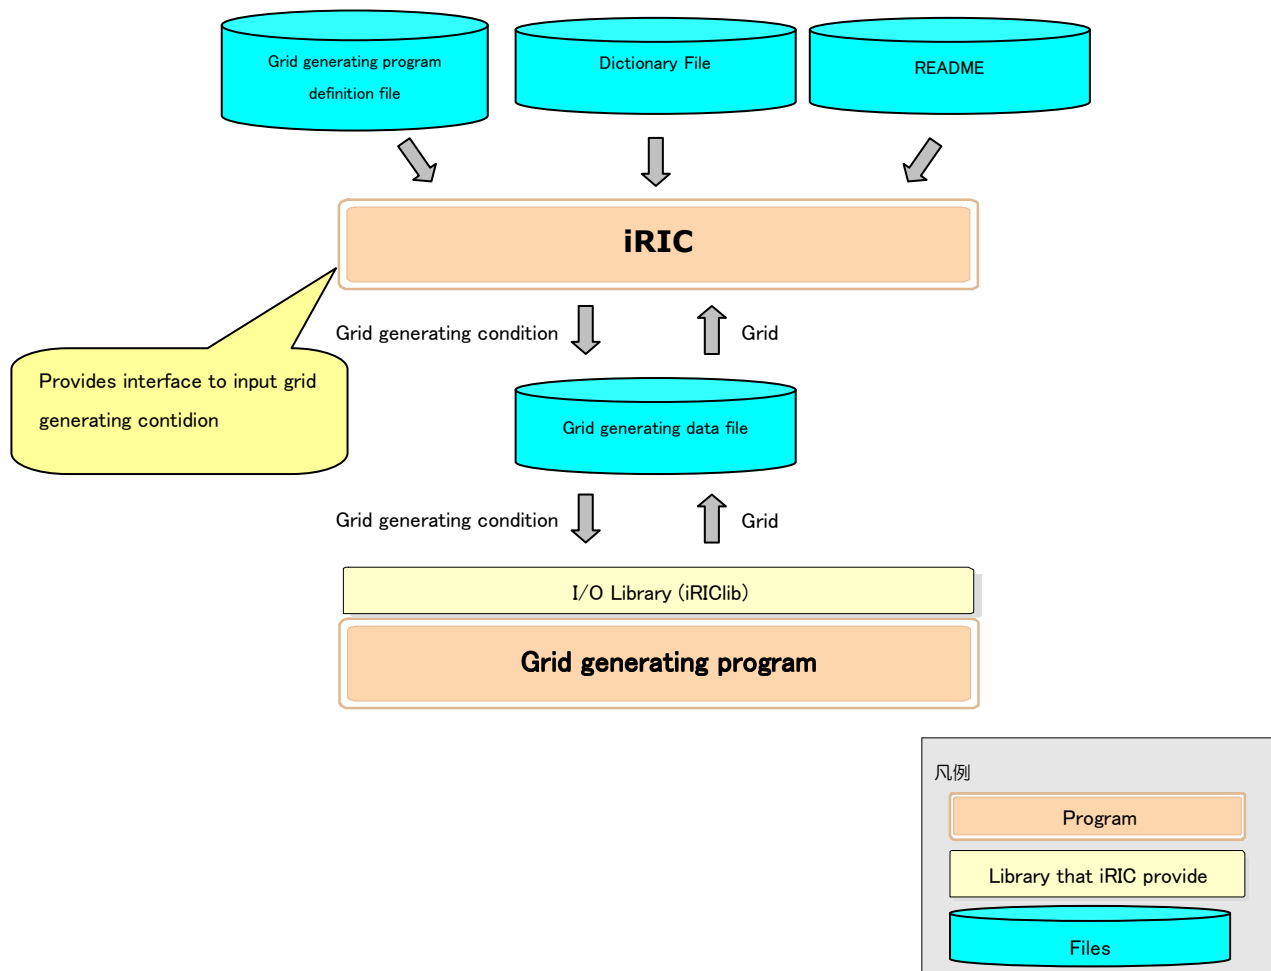 Grid generating program
definition file
Dictionary File
README
iRIC
Grid generating condition
Grid
Provides interface to input grid
generating contidion
Grid generating data file
Grid generating condition
Grid
I/O Library (iRIClib)
Grid generating program
凡例
Program
Library that iRIC provide
Files